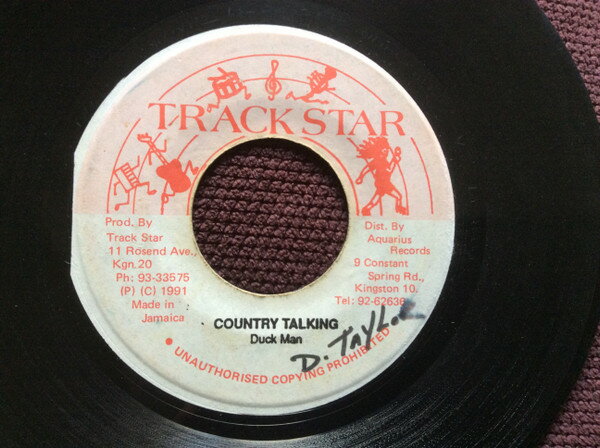 TRACK STAR
Prod. By
Track Star
11 Rosend Ave.,
Kgn.20
Ph: 93-33575
(P) (C) 1991
Made in
Jamaica
Dist. By
Aquarius
Records
9 Constant
Spring Rd.,
Kingston 10.
Tel: 92-62636
COUNTRY TALKING
Duck Man
D. Taylor
• UNAUTHORISED COPYING PROHIBITED